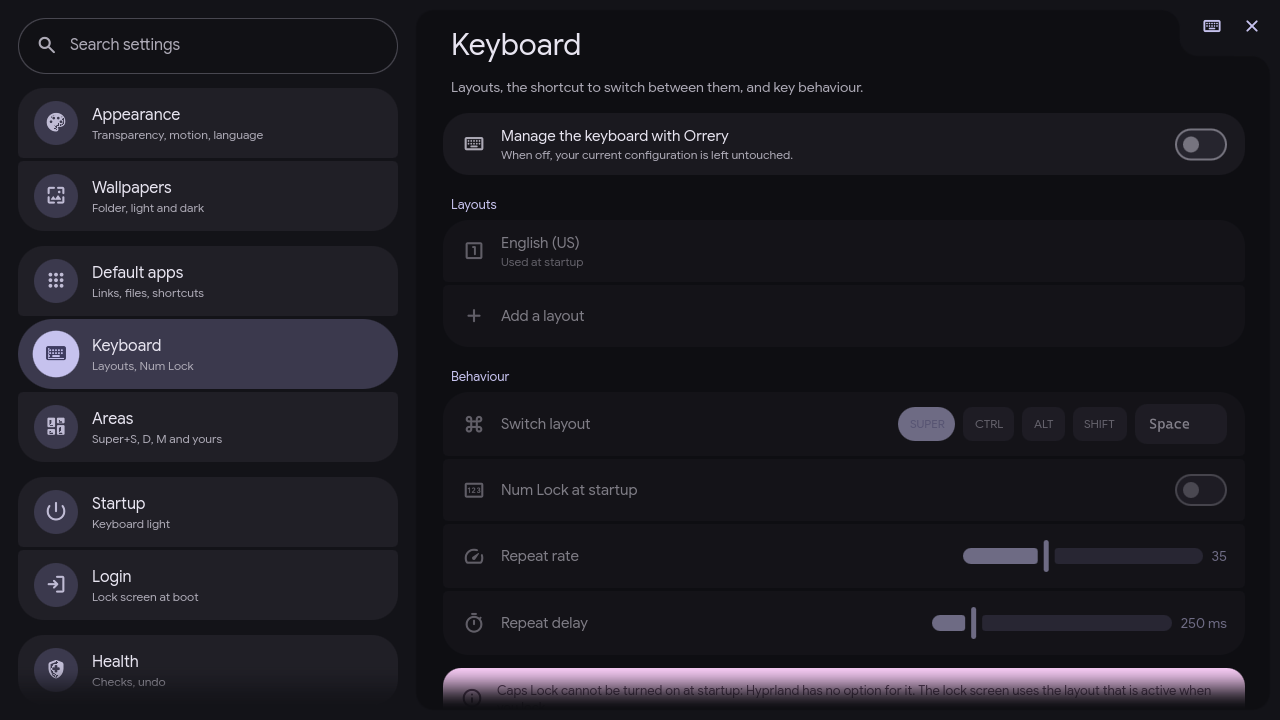 Search settings
Appearance
Transparency, motion, language
Wallpapers
Folder, light and dark
Default apps
Links, files, shortcuts
Keyboard
Layouts, Num Lock
Areas
Super+S, D, M and yours
Startup
Keyboard light
Login
Lock screen at boot
Health
Checks, undo
Keyboard
Layouts, the shortcut to switch between them, and key behaviour.
Manage the keyboard with Orrery
When off, your current configuration is left untouched.
Layouts
English (US)
Used at startup
Add a layout
Behaviour
Switch layout SUPER CTRL ALT SHIFT Space
Num Lock at startup
Repeat rate 35
Repeat delay 250 ms
Caps Lock cannot be turned on at startup: Hyprland has no option for it. The lock screen uses the layout that is active when